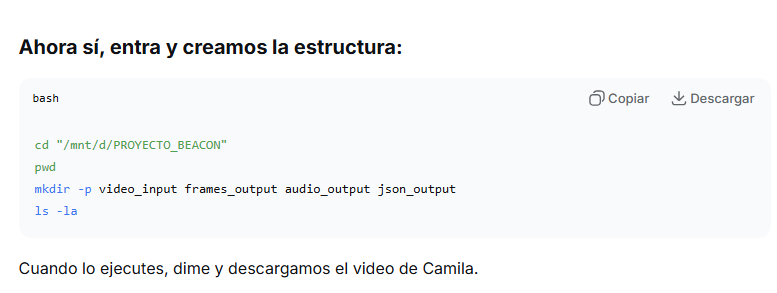 Ahora sí, entra y creamos la estructura:
bash
Copiar
Descargar
cd "/mnt/d/PROYECTO_BEACON"
pwd
mkdir -p video_input frames_output audio_output json_output
ls -la
Cuando lo ejecutes, dime y descargamos el video de Camila.